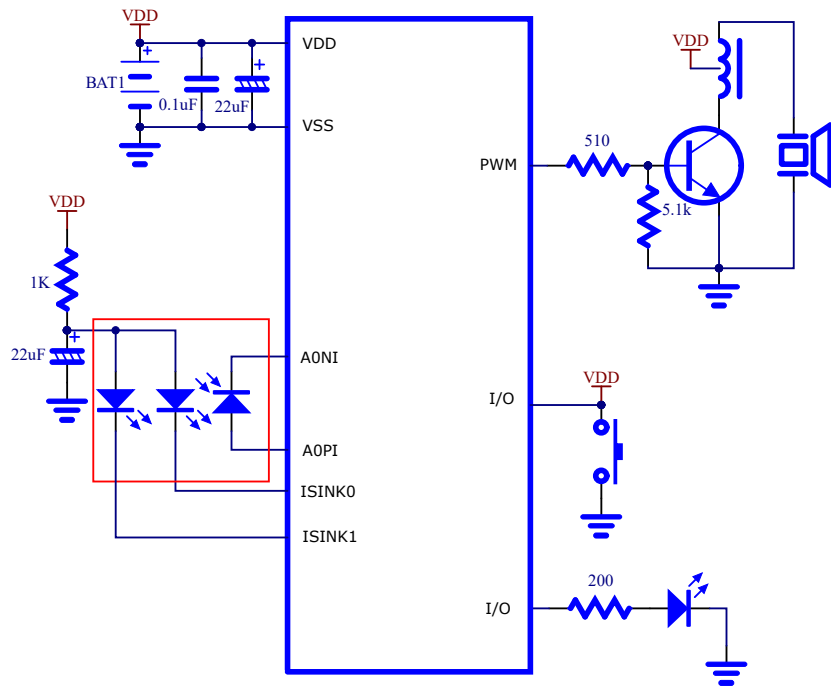 VDD
BAT1
0.1uF
22uF
VDD
VSS
VDD
1K
22uF
A0NI
A0PI
ISINK0
ISINK1
PWM
510
5.1k
VDD
I/O
VDD
I/O
200